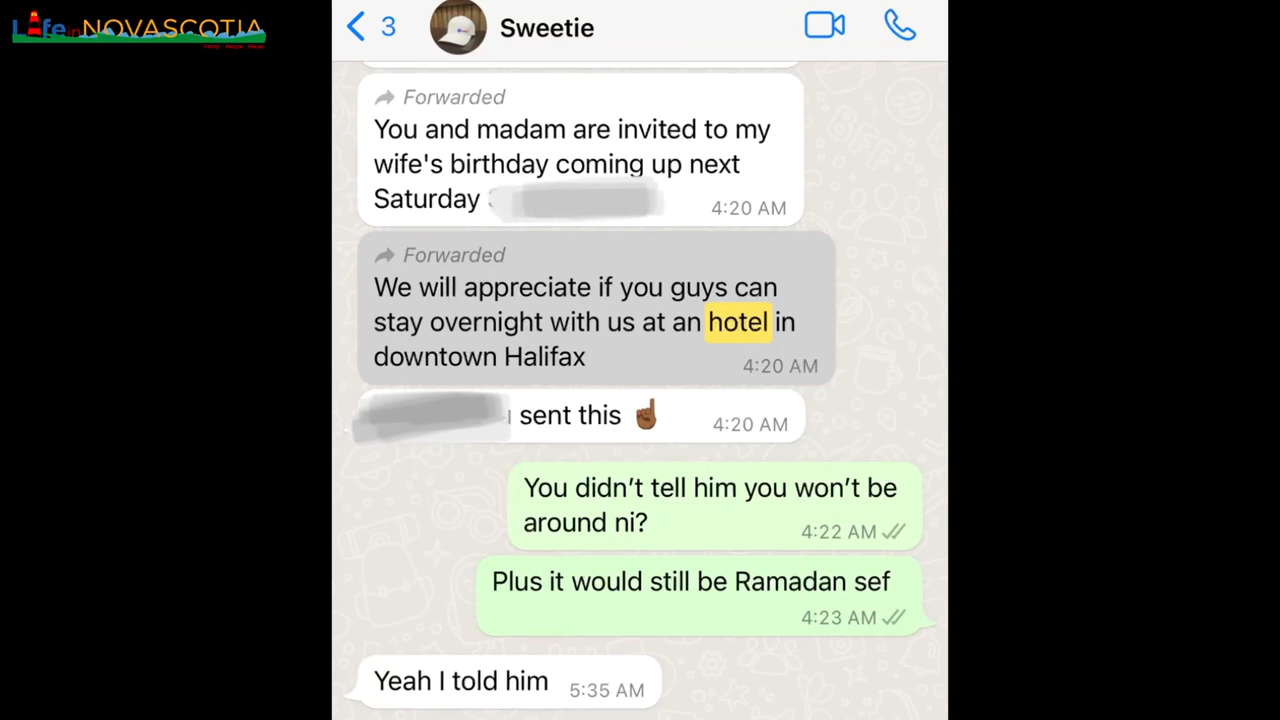 Life in NOVASCOTIA
3
Sweetie
Forwarded
You and madam are invited to my
wife's birthday coming up next
Saturday
4:20 AM
Forwarded
We will appreciate if you guys can
stay overnight with us at an hotel in
downtown Halifax
4:20 AM
sent this ☝🏾
4:20 AM
You didn't tell him you won't be
around ni?
4:22 AM
Plus it would still be Ramadan sef
4:23 AM
Yeah I told him
5:35 AM